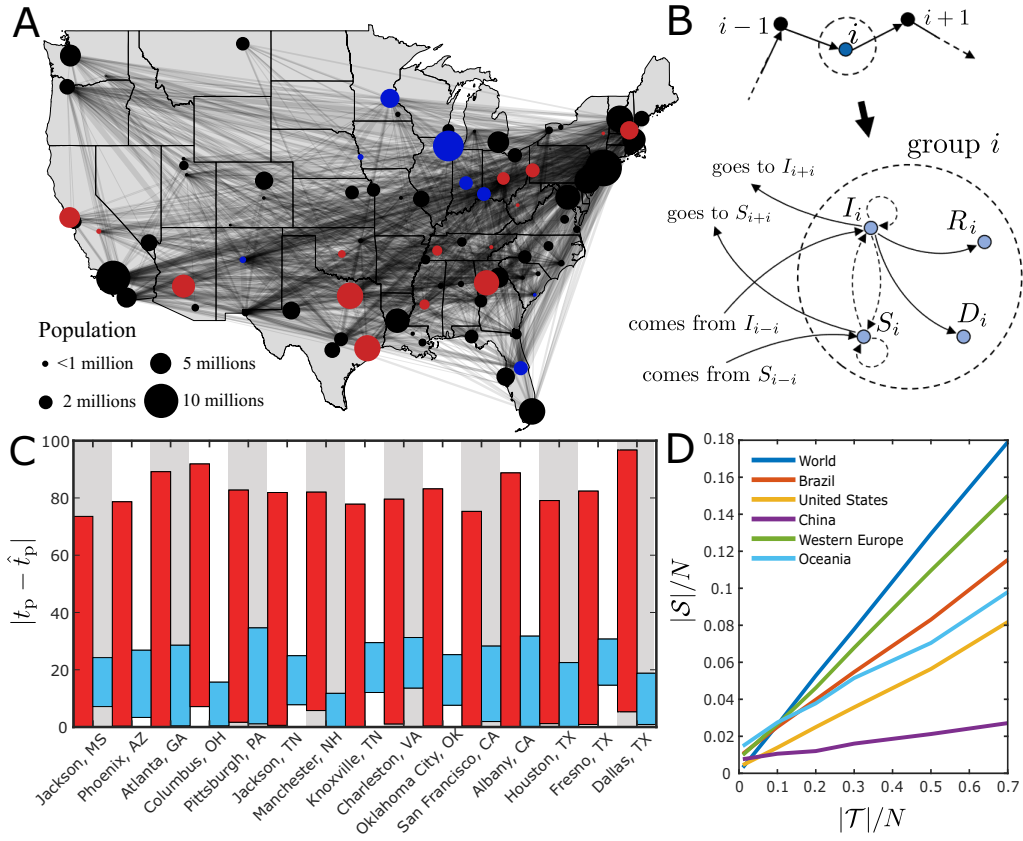 A
Population
<1 million
5 millions
2 millions
10 millions
B
i − 1
i
i + 1
group i
goes to I_{i+i}
goes to S_{i+i}
I_i
R_i
S_i
D_i
comes from I_{i−i}
comes from S_{i−i}
C
|t_p − t̂_p|
100
80
60
40
20
0
Jackson, MS
Phoenix, AZ
Atlanta, GA
Columbus, OH
Pittsburgh, PA
Jackson, TN
Manchester, NH
Knoxville, TN
Charleston, VA
Oklahoma City, OK
San Francisco, CA
Albany, CA
Houston, TX
Fresno, TX
Dallas, TX
D
|𝒮|/N
0.18
0.16
0.14
0.12
0.1
0.08
0.06
0.04
0.02
0
World
Brazil
United States
China
Western Europe
Oceania
0 0.1 0.2 0.3 0.4 0.5 0.6 0.7
|𝒯|/N